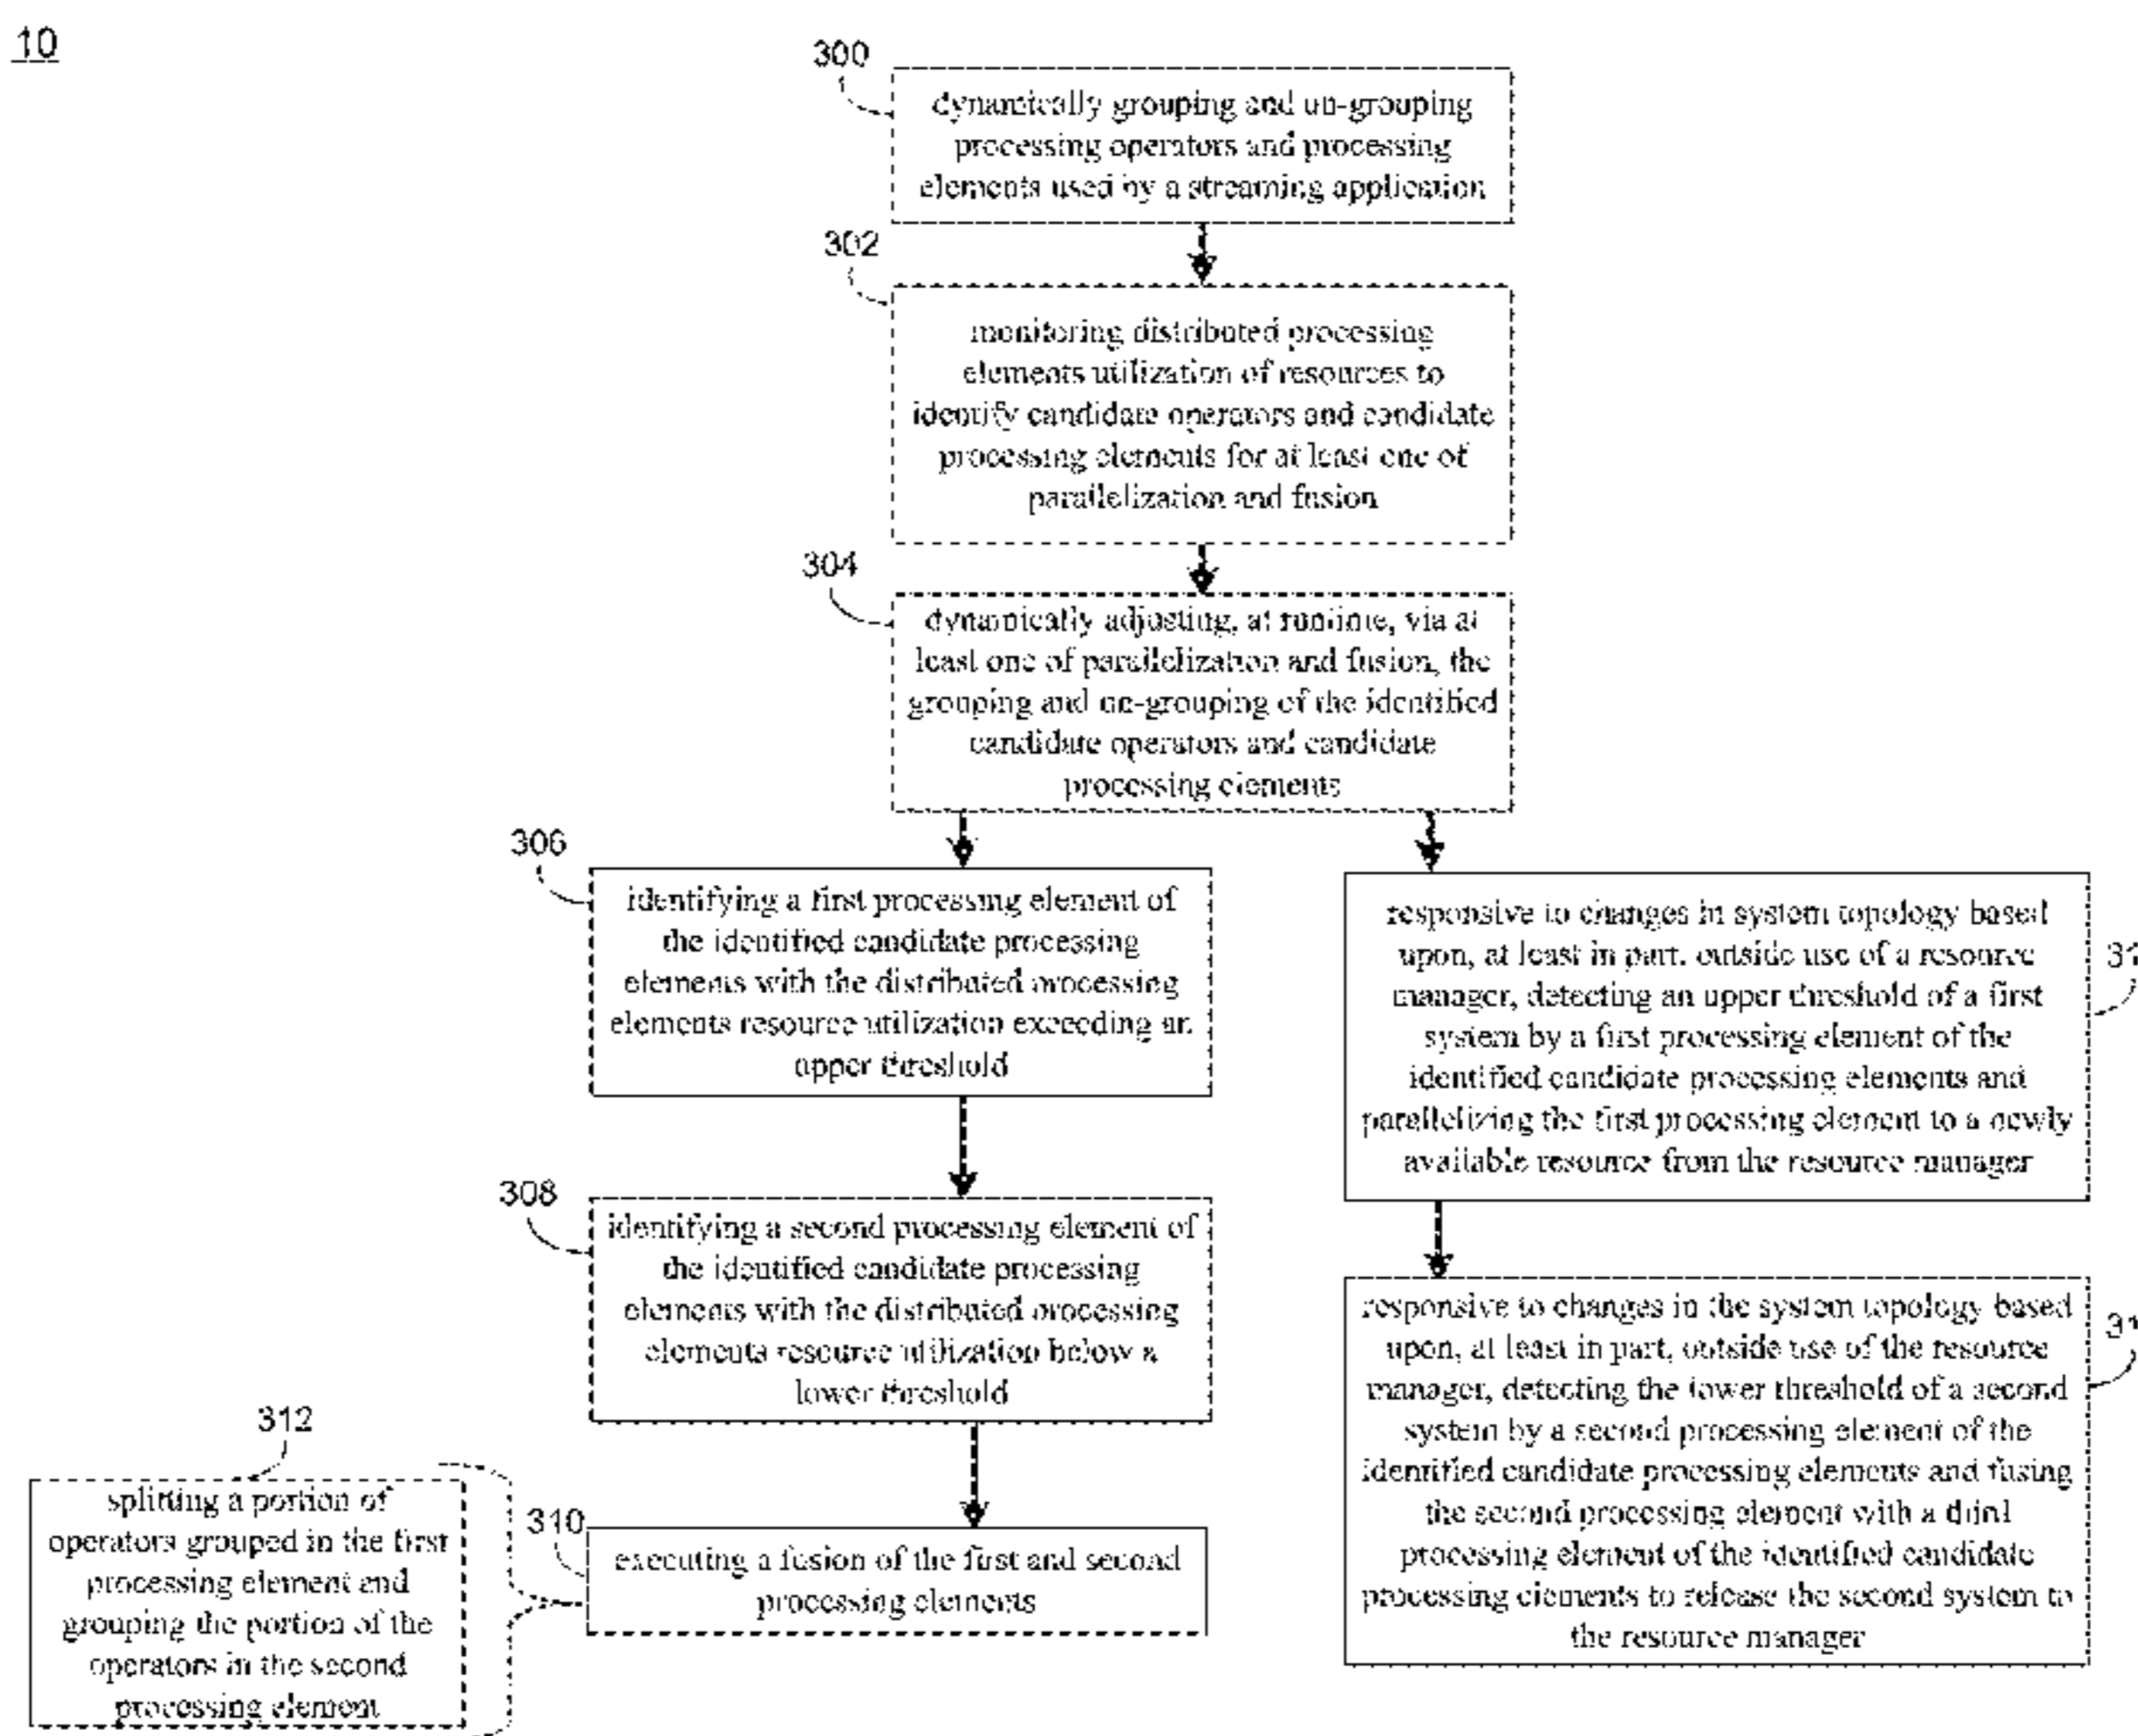 10
300
dynamically grouping and un-grouping
processing operators and processing
elements used by a streaming application
302
monitoring distributed processing
elements utilization of resources to
identify candidate operators and candidate
processing elements for at least one of
parallelization and fusion
304
dynamically adjusting, at runtime, via at
least one of parallelization and fusion, the
grouping and un-grouping of the identified
candidate operators and candidate
processing elements
306
identifying a first processing element of
the identified candidate processing
elements with the distributed processing
elements resource utilization exceeding an
upper threshold
308
identifying a second processing element of
the identified candidate processing
elements with the distributed processing
elements resource utilization below a
lower threshold
310
executing a fusion of the first and second
processing elements
312
splitting a portion of
operators grouped in the first
processing element and
grouping the portion of the
operators in the second
processing element
responsive to changes in system topology based
upon, at least in part, outside use of a resource
manager, detecting an upper threshold of a first
system by a first processing element of the
identified candidate processing elements and
parallelizing the first processing element to a newly
available resource from the resource manager
responsive to changes in the system topology based
upon, at least in part, outside use of the resource
manager, detecting the lower threshold of a second
system by a second processing element of the
identified candidate processing elements and fusing
the second processing element with a third
processing element of the identified candidate
processing elements to release the second system to
the resource manager